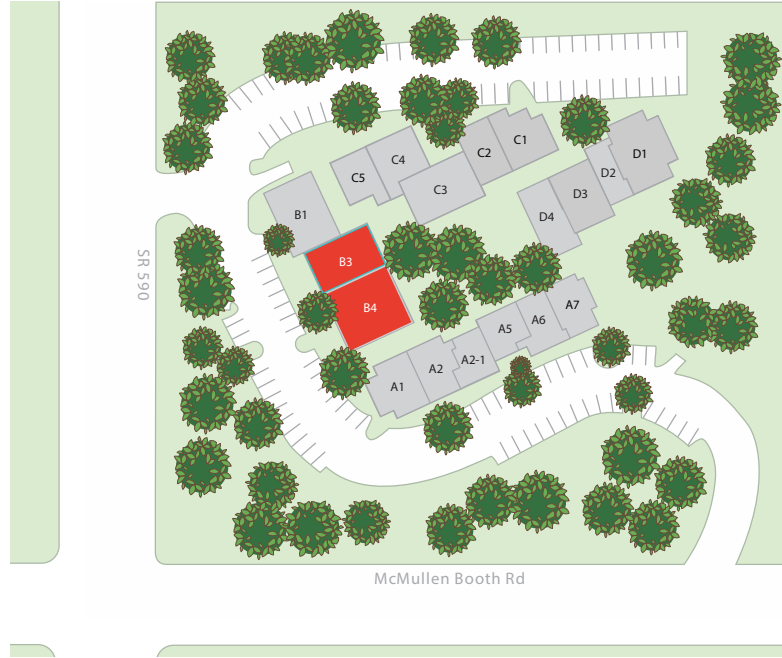 C1
C2
C4
C5
C3
D1
D2
D3
D4
B1
B3
B4
SR 590
A7
A6
A5
A2-1
A2
A1
McMullen Booth Rd